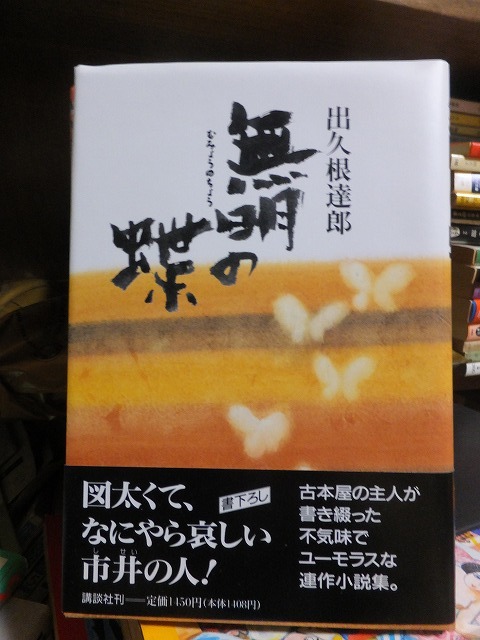 出久根達郎
無明の
むみょうのちょう
蝶
図太くて、
なにやら哀しい
市井の人!
しせい
書下ろし
古本屋の主人が
書き綴った
不気味で
ユーモラスな
連作小説集。
講談社刊──定価1450円(本体1408円)